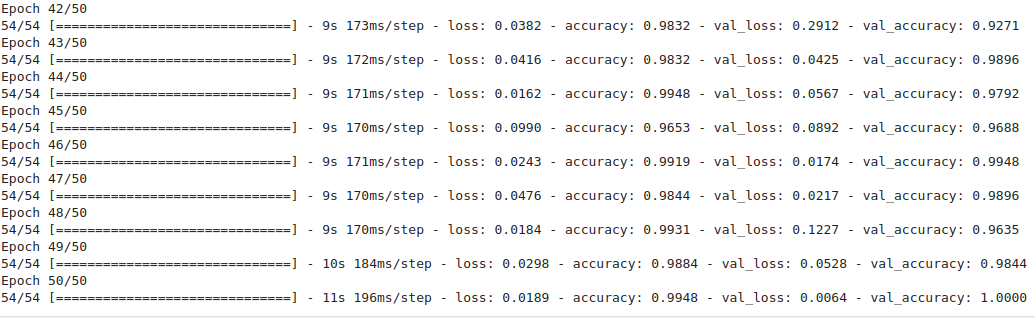 Epoch 42/50
54/54 [==============================] - 9s 173ms/step - loss: 0.0382 - accuracy: 0.9832 - val_loss: 0.2912 - val_accuracy: 0.9271
Epoch 43/50
54/54 [==============================] - 9s 172ms/step - loss: 0.0416 - accuracy: 0.9832 - val_loss: 0.0425 - val_accuracy: 0.9896
Epoch 44/50
54/54 [==============================] - 9s 171ms/step - loss: 0.0162 - accuracy: 0.9948 - val_loss: 0.0567 - val_accuracy: 0.9792
Epoch 45/50
54/54 [==============================] - 9s 170ms/step - loss: 0.0990 - accuracy: 0.9653 - val_loss: 0.0892 - val_accuracy: 0.9688
Epoch 46/50
54/54 [==============================] - 9s 171ms/step - loss: 0.0243 - accuracy: 0.9919 - val_loss: 0.0174 - val_accuracy: 0.9948
Epoch 47/50
54/54 [==============================] - 9s 170ms/step - loss: 0.0476 - accuracy: 0.9844 - val_loss: 0.0217 - val_accuracy: 0.9896
Epoch 48/50
54/54 [==============================] - 9s 170ms/step - loss: 0.0184 - accuracy: 0.9931 - val_loss: 0.1227 - val_accuracy: 0.9635
Epoch 49/50
54/54 [==============================] - 10s 184ms/step - loss: 0.0298 - accuracy: 0.9884 - val_loss: 0.0528 - val_accuracy: 0.9844
Epoch 50/50
54/54 [==============================] - 11s 196ms/step - loss: 0.0189 - accuracy: 0.9948 - val_loss: 0.0064 - val_accuracy: 1.0000